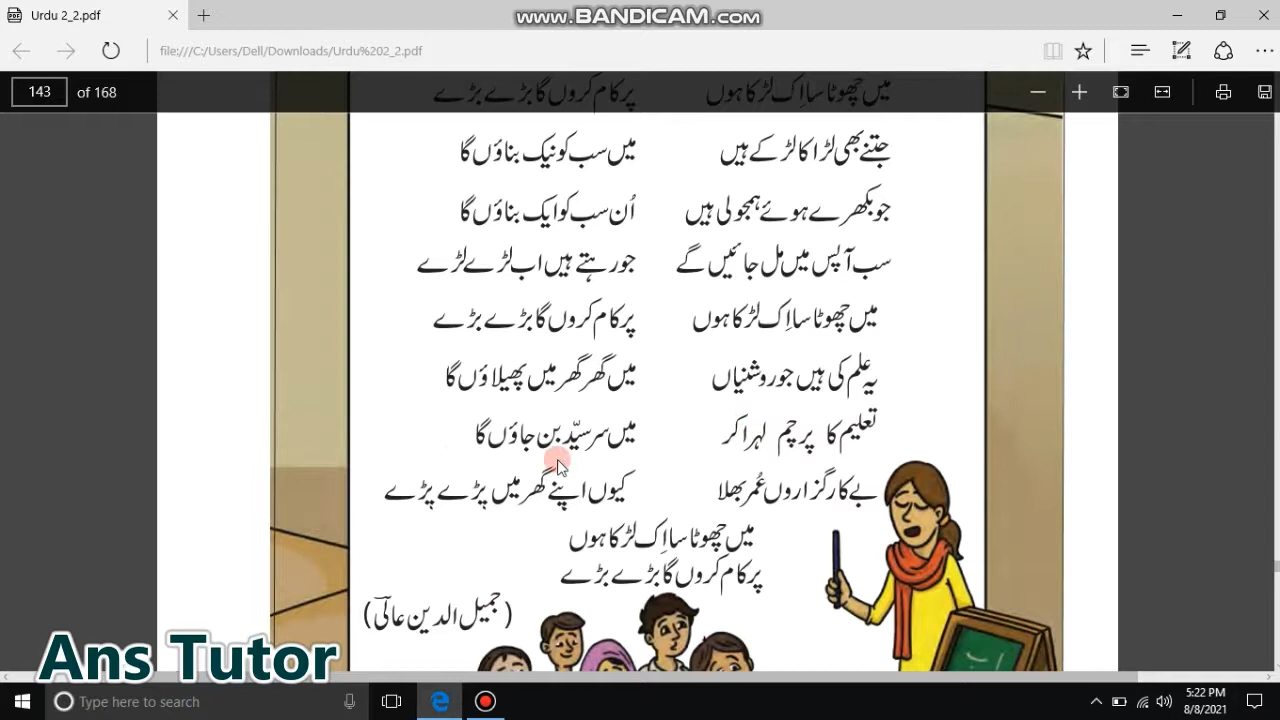 Urdu 2_2.pdf
www.BANDICAM.com
file:///C:/Users/Dell/Downloads/Urdu%202_2.pdf
143 of 168
میں چھوٹا سا اِک لڑکا ہوں پر کام کروں گا بڑے بڑے
جتنے بھی لڑاکا لڑکے ہیں میں سب کو نیک بناؤں گا
جو بکھرے ہوئے ہمجولی ہیں اُن سب کو ایک بناؤں گا
سب آپس میں مل جائیں گے جو رہتے ہیں اب لڑے لڑے
میں چھوٹا سا اِک لڑکا ہوں پر کام کروں گا بڑے بڑے
یہ علم کی ہیں جو روشنیاں میں گھر گھر میں پھیلاؤں گا
تعلیم کا پرچم لہرا کر میں سرسیّد بن جاؤں گا
بے کار گزاروں عُمر بھلا کیوں اپنے گھر میں پڑے پڑے
میں چھوٹا سا اِک لڑکا ہوں
پر کام کروں گا بڑے بڑے
(جمیل الدین عالیؔ)
Ans Tutor
Type here to search
5:22 PM
8/8/2021